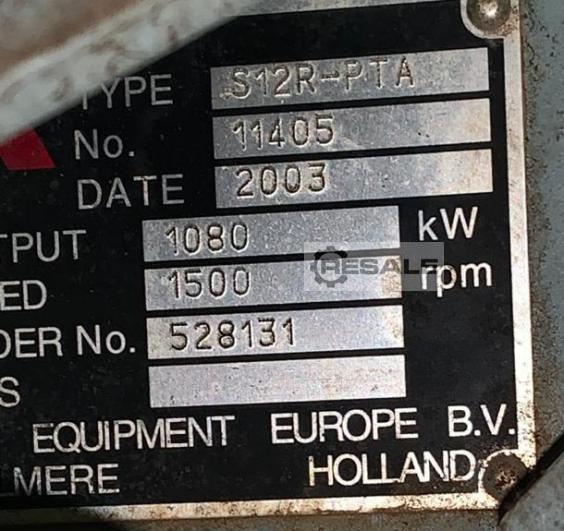 TYPE S12R-PTA
No. 11405
DATE 2003
TPUT 1080 kW
ED 1500 rpm
DER No. 528131
S
EQUIPMENT EUROPE B.V.
MERE HOLLAND
RESALE